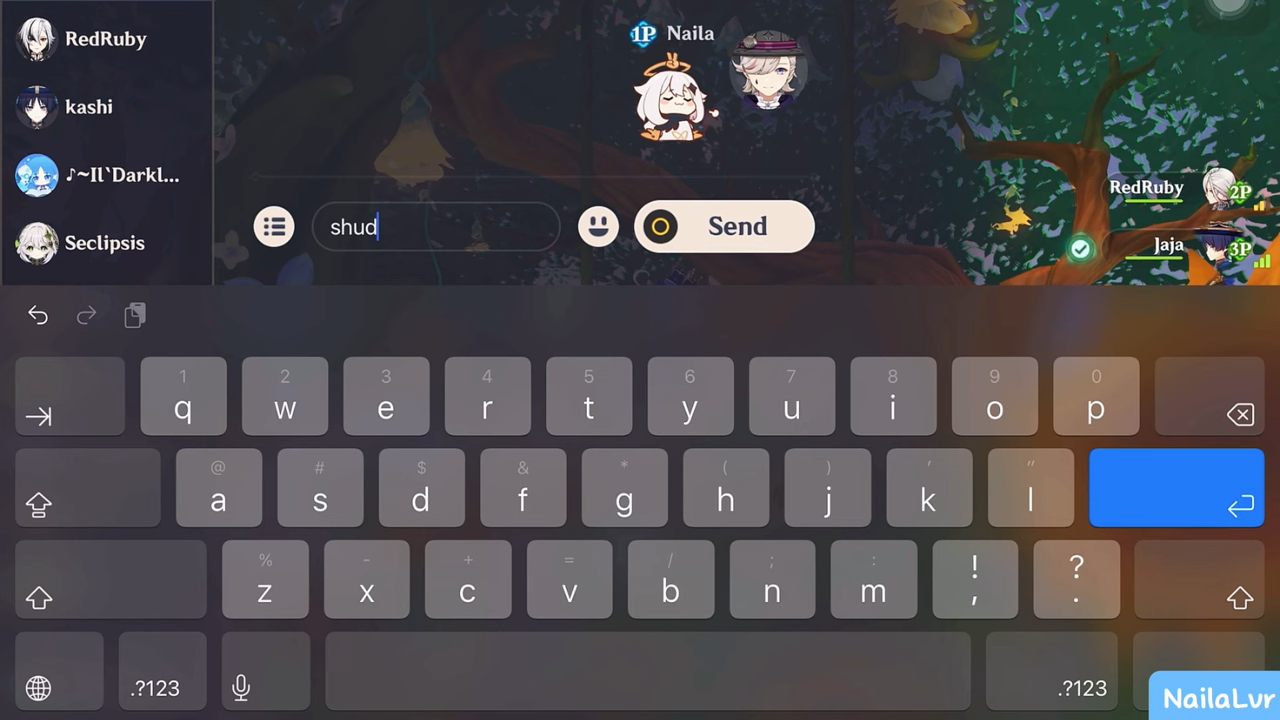 RedRuby
kashi
♪~Il`Darkl...
Seclipsis
1P Naila
shud
Send
RedRuby 2P
Jaja 3P
1 2 3 4 5 6 7 8 9 0
q w e r t y u i o p
@ # $ & * ( ) ' "
a s d f g h j k l
% - + = / ; : ! ?
z x c v b n m , .
.?123 .?123
NailaLvr